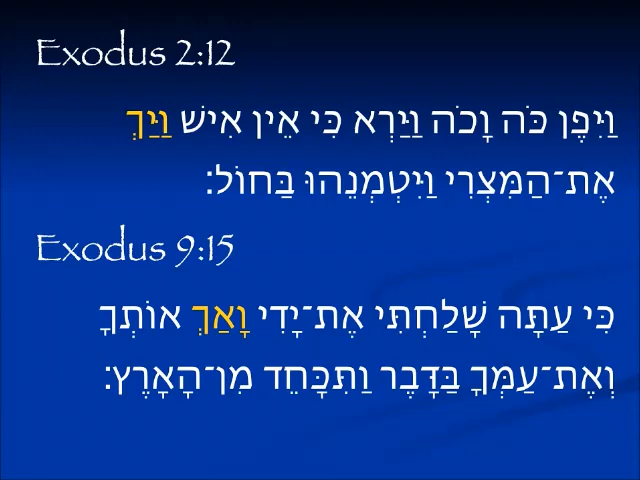 Exodus 2:12
וַיִּפֶן כֹּה וָכֹה וַיַּרְא כִּי אֵין אִישׁ וַיַּךְ
אֶת־הַמִּצְרִי וַיִּטְמְנֵהוּ בַּחוֹל׃
Exodus 9:15
כִּי עַתָּה שָׁלַחְתִּי אֶת־יָדִי וָאַךְ אוֹתְךָ
וְאֶת־עַמְּךָ בַּדָּבֶר וַתִּכָּחֵד מִן־הָאָרֶץ׃